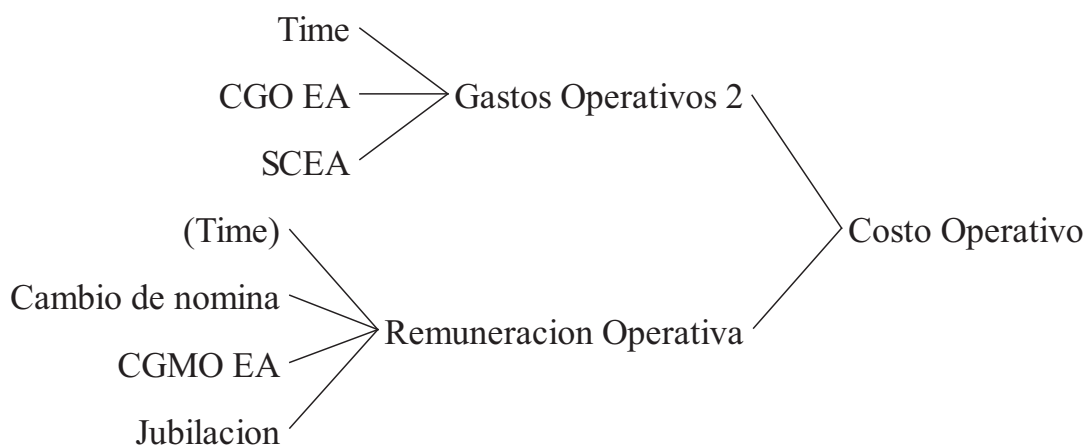 Time
CGO EA
Gastos Operativos 2
SCEA
(Time)
Costo Operativo
Cambio de nomina
Remuneracion Operativa
CGMO EA
Jubilacion